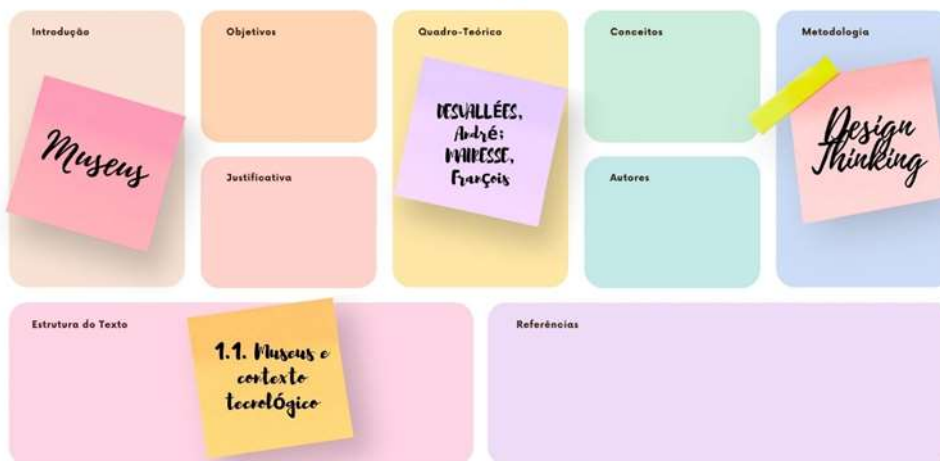 Introdução
Museus
Objetivos
Justificativa
Quadro-Teórico
DESVALLÉES,
André;
MAIRESSE,
François
Conceitos
Autores
Metodologia
Design
Thinking
Estrutura do Texto
1.1. Museus e
contexto
tecnológico
Referências